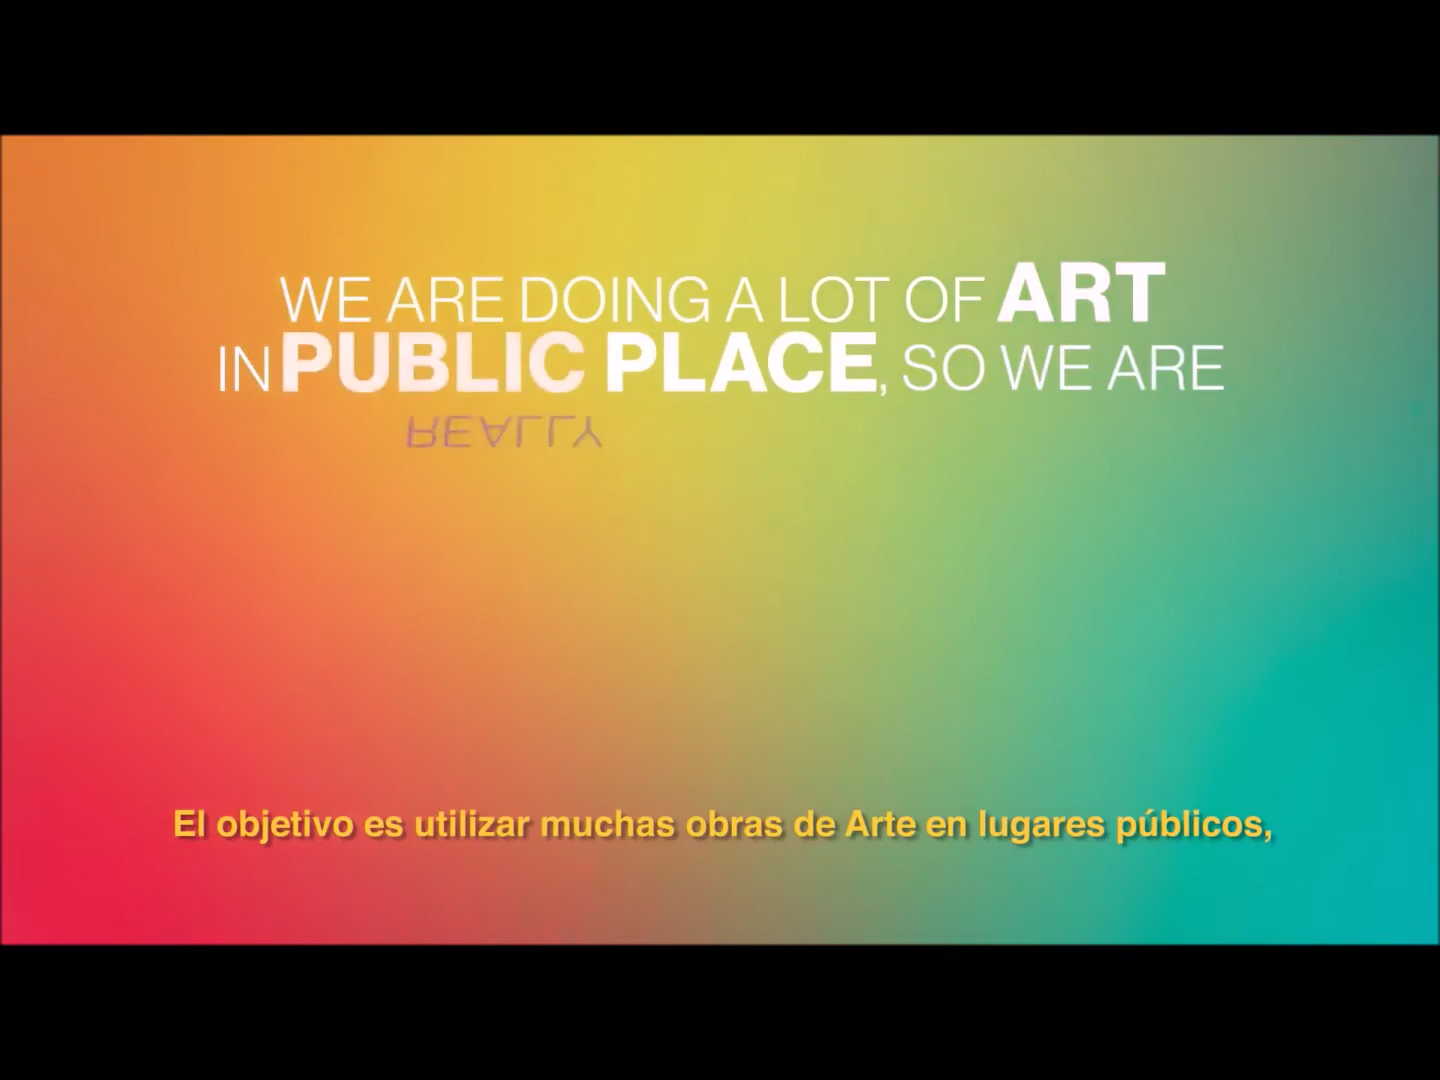 WE ARE DOING A LOT OF ART
IN PUBLIC PLACE, SO WE ARE
REALLY
El objetivo es utilizar muchas obras de Arte en lugares públicos,